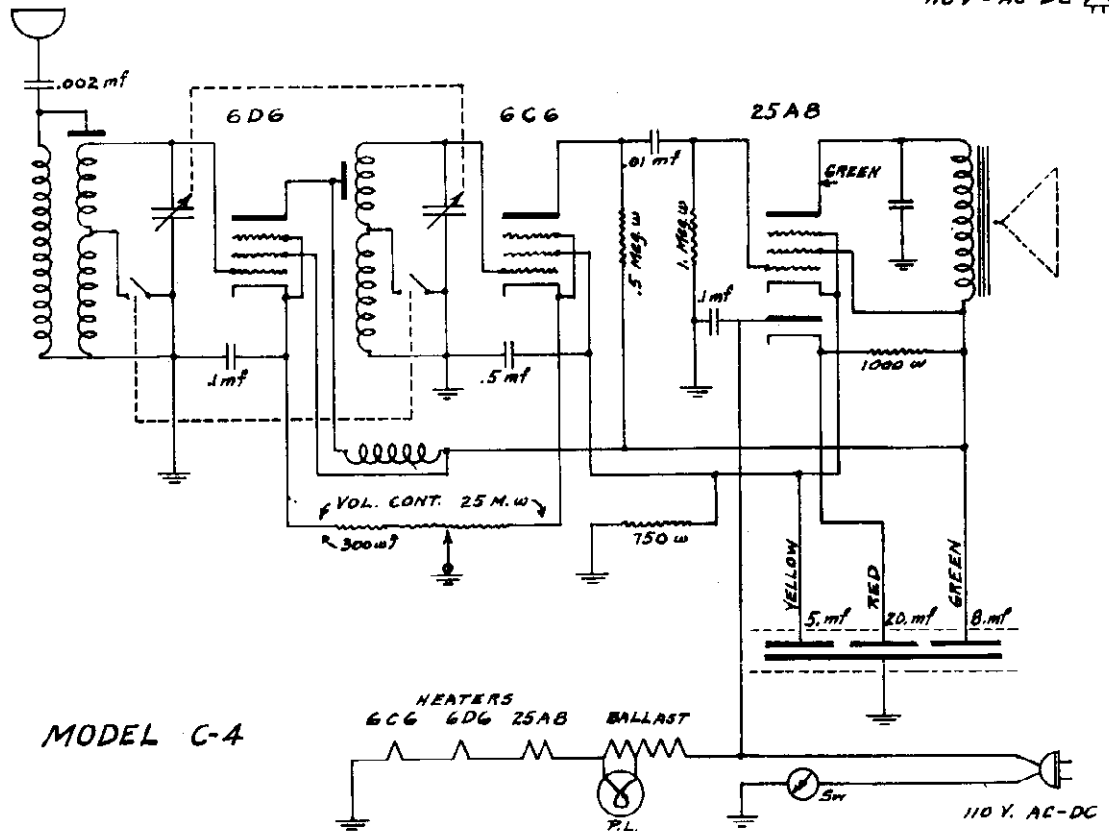 .002 mf
6D6
6C6
25A8
.01 mf
GREEN
.5 Meg. ω
1. Meg. ω
.1 mf
.1 mf
.5 mf
1000 ω
VOL. CONT. 25 M. ω
300 ω
750 ω
YELLOW
RED
GREEN
5. mf
20. mf
8. mf
MODEL C-4
HEATERS
6C6 6D6 25A8 BALLAST
P.L.
Sw
110 V. AC-DC